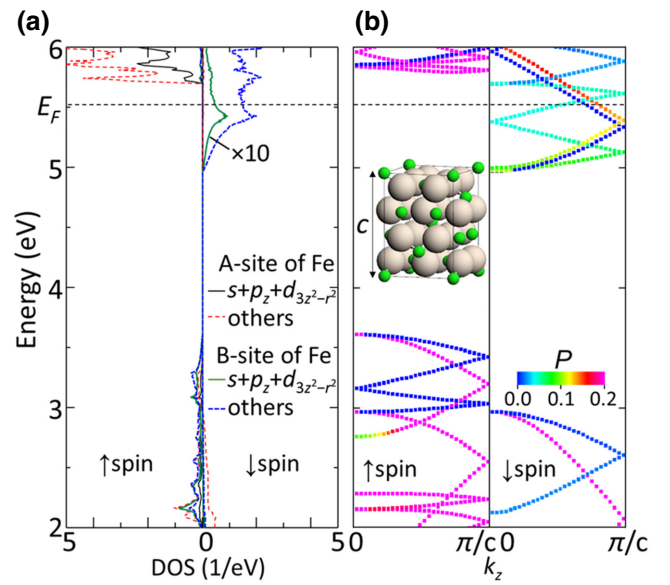 (a)
(b)
6
E_F
5
4
3
2
Energy (eV)
×10
A-site of Fe
s+p_z+d_{3z²−r²}
others
B-site of Fe
s+p_z+d_{3z²−r²}
others
↑spin
↓spin
5 0 5
DOS (1/eV)
c
P
0.0 0.1 0.2
↑spin
↓spin
0 π/c 0 π/c
k_z